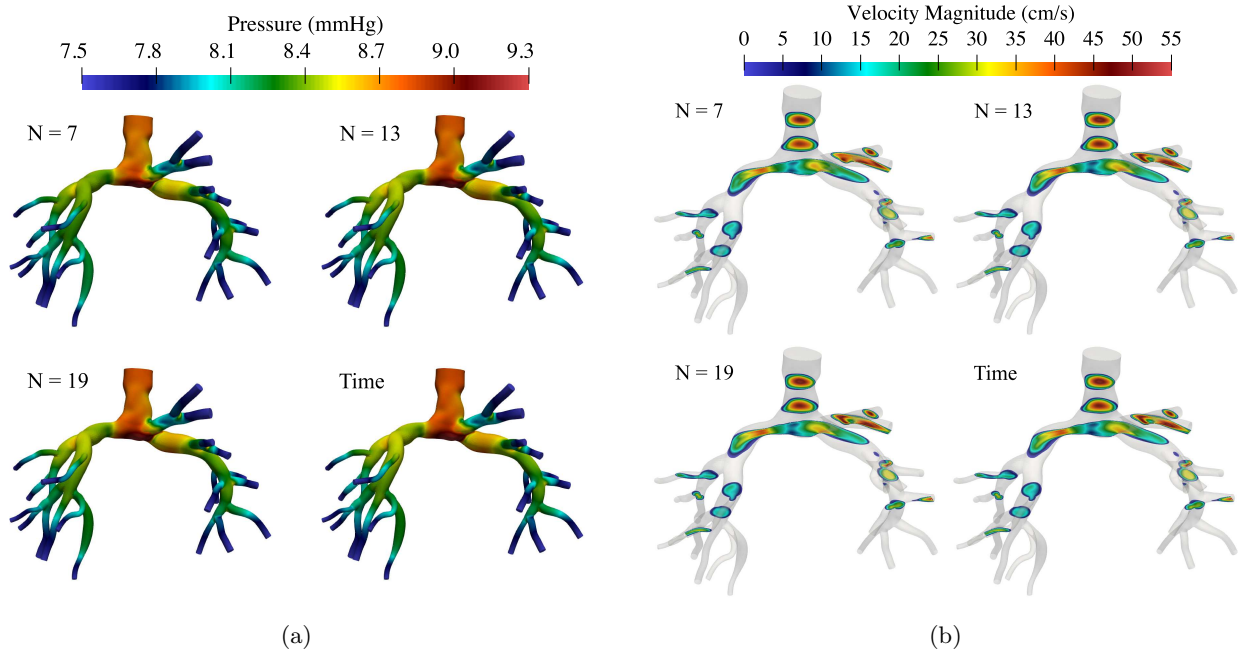 Pressure (mmHg)
7.5 7.8 8.1 8.4 8.7 9.0 9.3
N = 7
N = 13
N = 19
Time
(a)
Velocity Magnitude (cm/s)
0 5 10 15 20 25 30 35 40 45 50 55
N = 7
N = 13
N = 19
Time
(b)